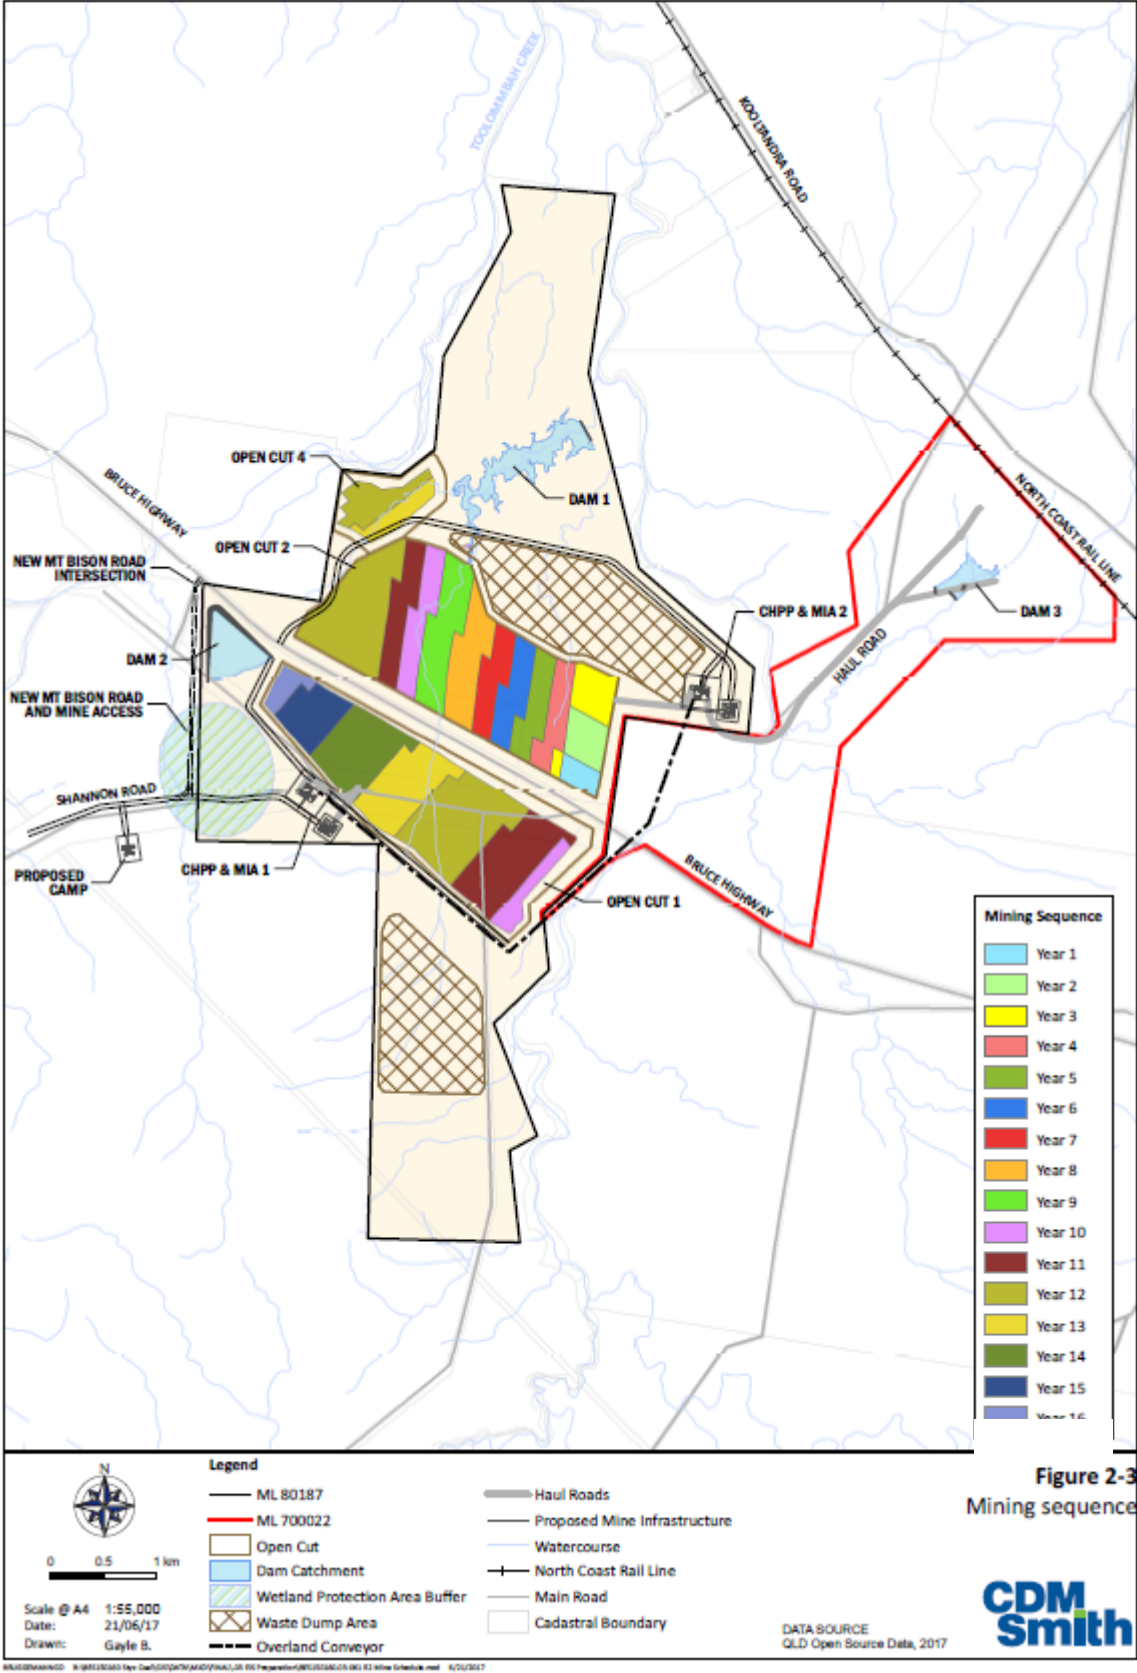 TOOLOMMBAH CREEK
KOOLTANDRA ROAD
OPEN CUT 4
BRUCE HIGHWAY
DAM 1
NORTH COAST RAIL LINE
OPEN CUT 2
NEW MT BISON ROAD
INTERSECTION
CHPP & MIA 2
DAM 3
HAUL ROAD
DAM 2
NEW MT BISON ROAD
AND MINE ACCESS
SHANNON ROAD
PROPOSED
CAMP
CHPP & MIA 1
BRUCE HIGHWAY
OPEN CUT 1
Mining Sequence
Year 1
Year 2
Year 3
Year 4
Year 5
Year 6
Year 7
Year 8
Year 9
Year 10
Year 11
Year 12
Year 13
Year 14
Year 15
Year 16
N
0 0.5 1 km
Scale @ A4 1:55,000
Date: 21/06/17
Drawn: Gayle B.
Legend
ML 80187
ML 700022
Open Cut
Dam Catchment
Wetland Protection Area Buffer
Waste Dump Area
Overland Conveyor
Haul Roads
Proposed Mine Infrastructure
Watercourse
North Coast Rail Line
Main Road
Cadastral Boundary
Figure 2-3
Mining sequence
DATA SOURCE
QLD Open Source Data, 2017
CDM
Smith